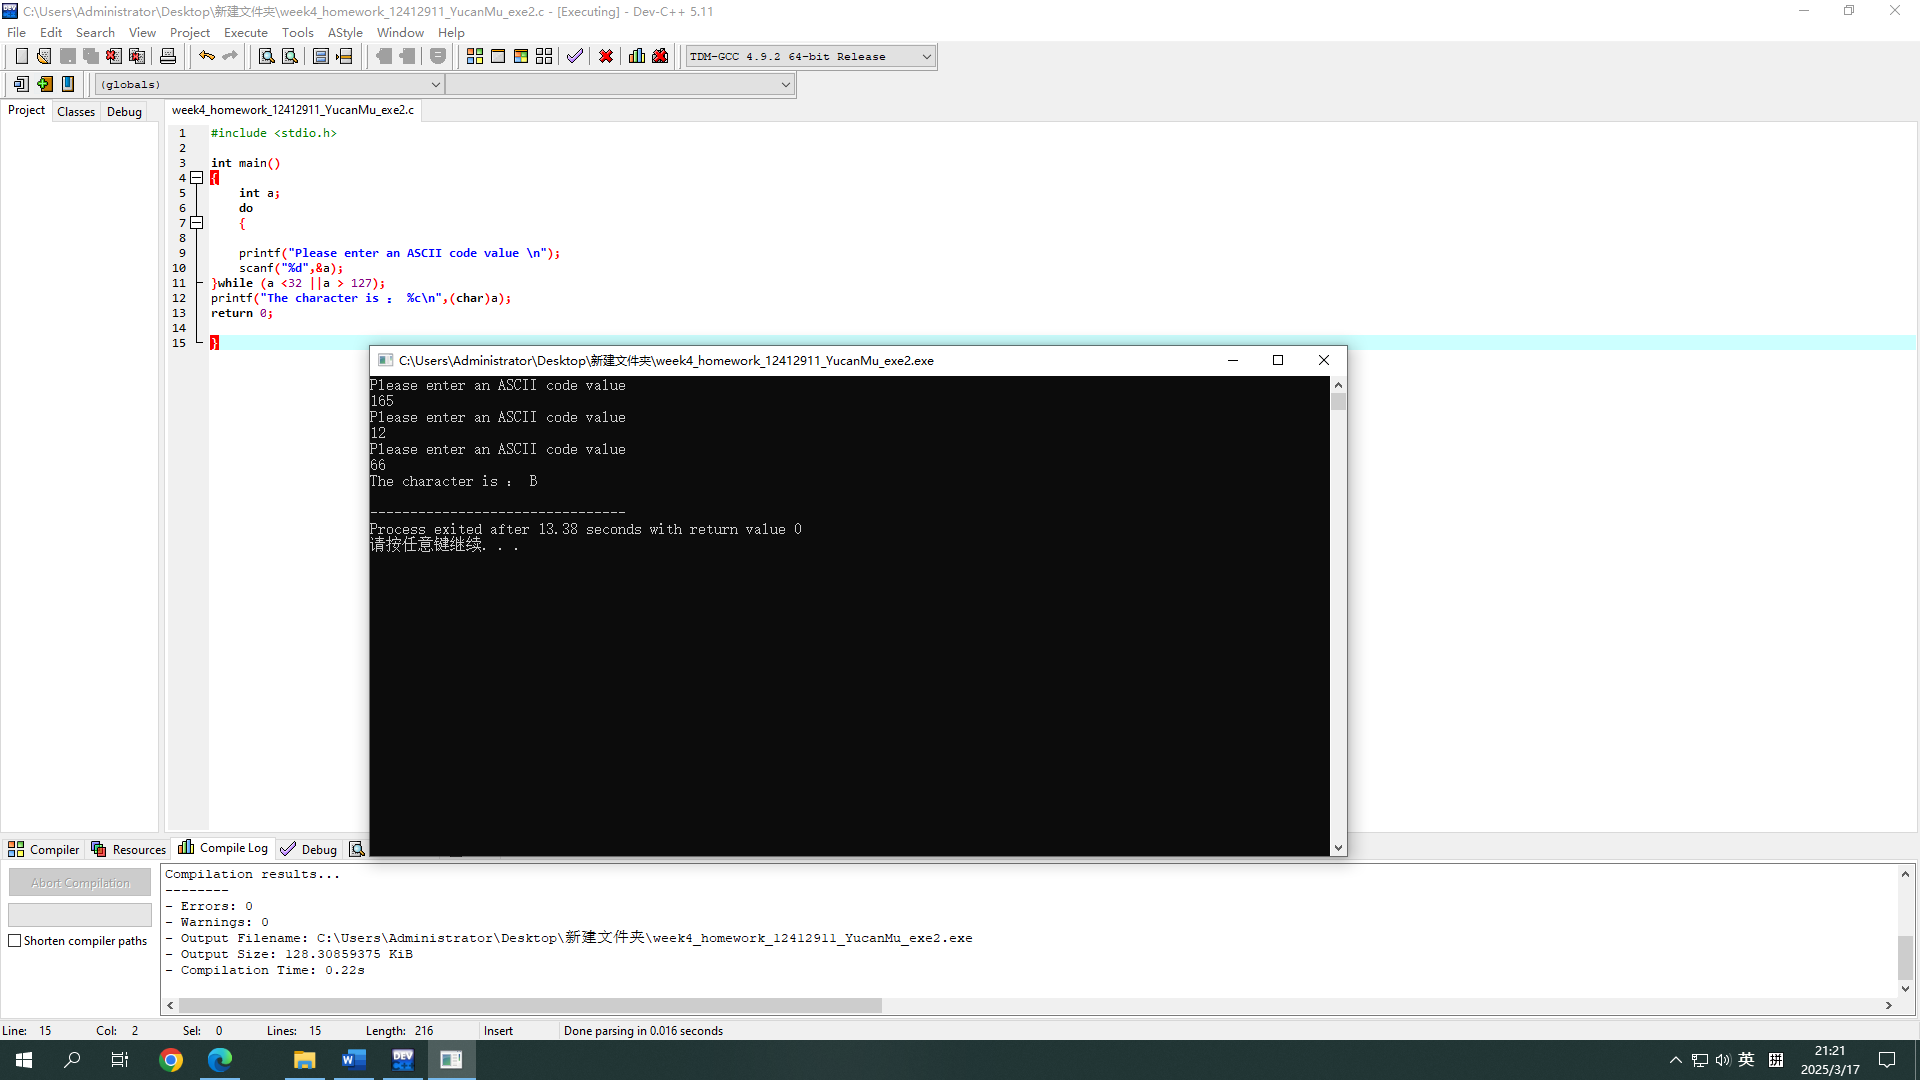 C:\Users\Administrator\Desktop\新建文件夹\week4_homework_12412911_YucanMu_exe2.c - [Executing] - Dev-C++ 5.11
File Edit Search View Project Execute Tools AStyle Window Help
TDM-GCC 4.9.2 64-bit Release
(globals)
Project Classes Debug
week4_homework_12412911_YucanMu_exe2.c
1 #include <stdio.h>
2
3 int main()
4 {
5 int a;
6 do
7 {
8
9 printf("Please enter an ASCII code value \n");
10 scanf("%d",&a);
11 }while (a <32 ||a > 127);
12 printf("The character is ： %c\n",(char)a);
13 return 0;
14
15 }
C:\Users\Administrator\Desktop\新建文件夹\week4_homework_12412911_YucanMu_exe2.exe
Please enter an ASCII code value
165
Please enter an ASCII code value
12
Please enter an ASCII code value
66
The character is ： B
--------------------------------
Process exited after 13.38 seconds with return value 0
请按任意键继续. . .
Compiler Resources Compile Log Debug
Abort Compilation
Shorten compiler paths
Compilation results...
--------
- Errors: 0
- Warnings: 0
- Output Filename: C:\Users\Administrator\Desktop\新建文件夹\week4_homework_12412911_YucanMu_exe2.exe
- Output Size: 128.30859375 KiB
- Compilation Time: 0.22s
Line: 15 Col: 2 Sel: 0 Lines: 15 Length: 216 Insert Done parsing in 0.016 seconds
英 拼
21:21
2025/3/17